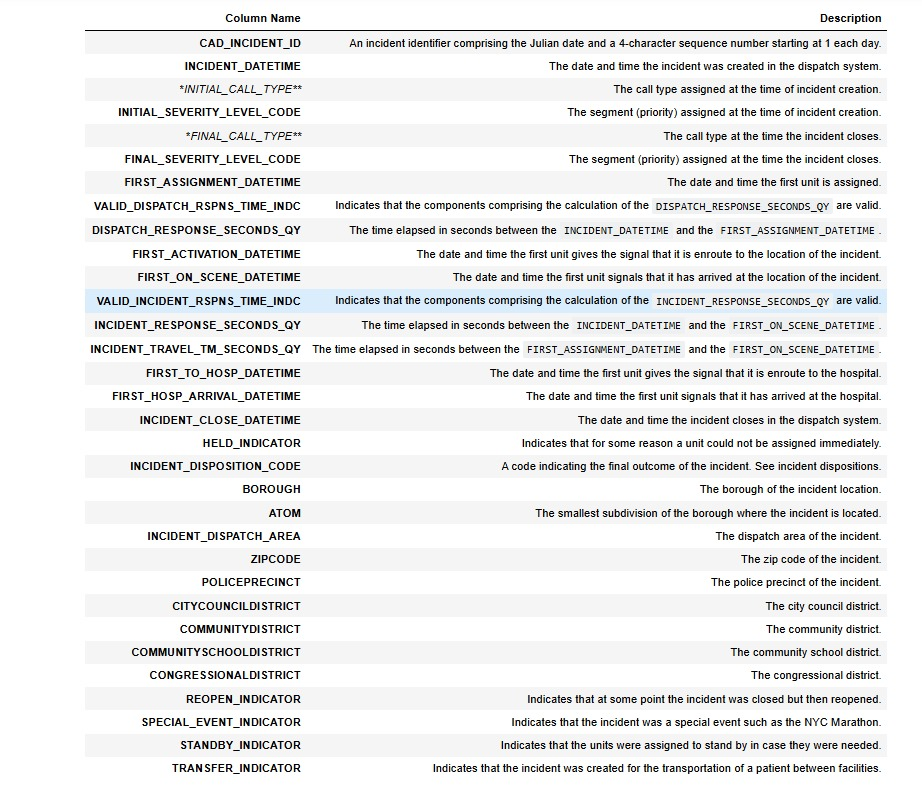 Column Name Description
CAD_INCIDENT_ID An incident identifier comprising the Julian date and a 4-character sequence number starting at 1 each day.
INCIDENT_DATETIME The date and time the incident was created in the dispatch system.
*INITIAL_CALL_TYPE** The call type assigned at the time of incident creation.
INITIAL_SEVERITY_LEVEL_CODE The segment (priority) assigned at the time of incident creation.
*FINAL_CALL_TYPE** The call type at the time the incident closes.
FINAL_SEVERITY_LEVEL_CODE The segment (priority) assigned at the time the incident closes.
FIRST_ASSIGNMENT_DATETIME The date and time the first unit is assigned.
VALID_DISPATCH_RSPNS_TIME_INDC Indicates that the components comprising the calculation of the DISPATCH_RESPONSE_SECONDS_QY are valid.
DISPATCH_RESPONSE_SECONDS_QY The time elapsed in seconds between the INCIDENT_DATETIME and the FIRST_ASSIGNMENT_DATETIME .
FIRST_ACTIVATION_DATETIME The date and time the first unit gives the signal that it is enroute to the location of the incident.
FIRST_ON_SCENE_DATETIME The date and time the first unit signals that it has arrived at the location of the incident.
VALID_INCIDENT_RSPNS_TIME_INDC Indicates that the components comprising the calculation of the INCIDENT_RESPONSE_SECONDS_QY are valid.
INCIDENT_RESPONSE_SECONDS_QY The time elapsed in seconds between the INCIDENT_DATETIME and the FIRST_ON_SCENE_DATETIME .
INCIDENT_TRAVEL_TM_SECONDS_QY The time elapsed in seconds between the FIRST_ASSIGNMENT_DATETIME and the FIRST_ON_SCENE_DATETIME .
FIRST_TO_HOSP_DATETIME The date and time the first unit gives the signal that it is enroute to the hospital.
FIRST_HOSP_ARRIVAL_DATETIME The date and time the first unit signals that it has arrived at the hospital.
INCIDENT_CLOSE_DATETIME The date and time the incident closes in the dispatch system.
HELD_INDICATOR Indicates that for some reason a unit could not be assigned immediately.
INCIDENT_DISPOSITION_CODE A code indicating the final outcome of the incident. See incident dispositions.
BOROUGH The borough of the incident location.
ATOM The smallest subdivision of the borough where the incident is located.
INCIDENT_DISPATCH_AREA The dispatch area of the incident.
ZIPCODE The zip code of the incident.
POLICEPRECINCT The police precinct of the incident.
CITYCOUNCILDISTRICT The city council district.
COMMUNITYDISTRICT The community district.
COMMUNITYSCHOOLDISTRICT The community school district.
CONGRESSIONALDISTRICT The congressional district.
REOPEN_INDICATOR Indicates that at some point the incident was closed but then reopened.
SPECIAL_EVENT_INDICATOR Indicates that the incident was a special event such as the NYC Marathon.
STANDBY_INDICATOR Indicates that the units were assigned to stand by in case they were needed.
TRANSFER_INDICATOR Indicates that the incident was created for the transportation of a patient between facilities.